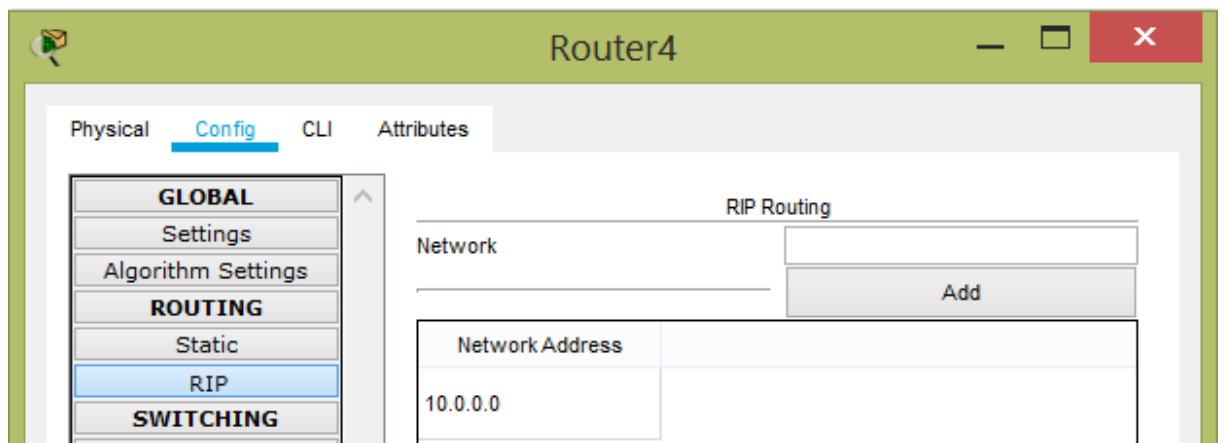 Router4
Physical Config CLI Attributes
GLOBAL
Settings
Algorithm Settings
ROUTING
Static
RIP
SWITCHING
RIP Routing
Network
Add
Network Address
10.0.0.0